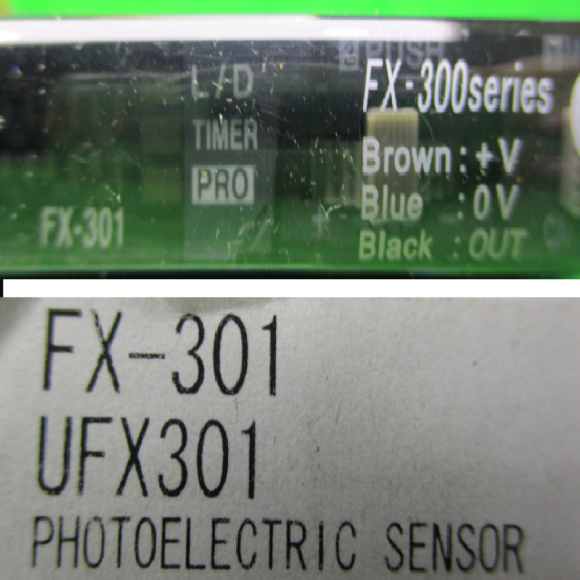 PUSH
L/D
FX-300series
TIMER
Brown : +V
PRO
Blue : 0V
FX-301
Black : OUT
FX-301
UFX301
PHOTOELECTRIC SENSOR